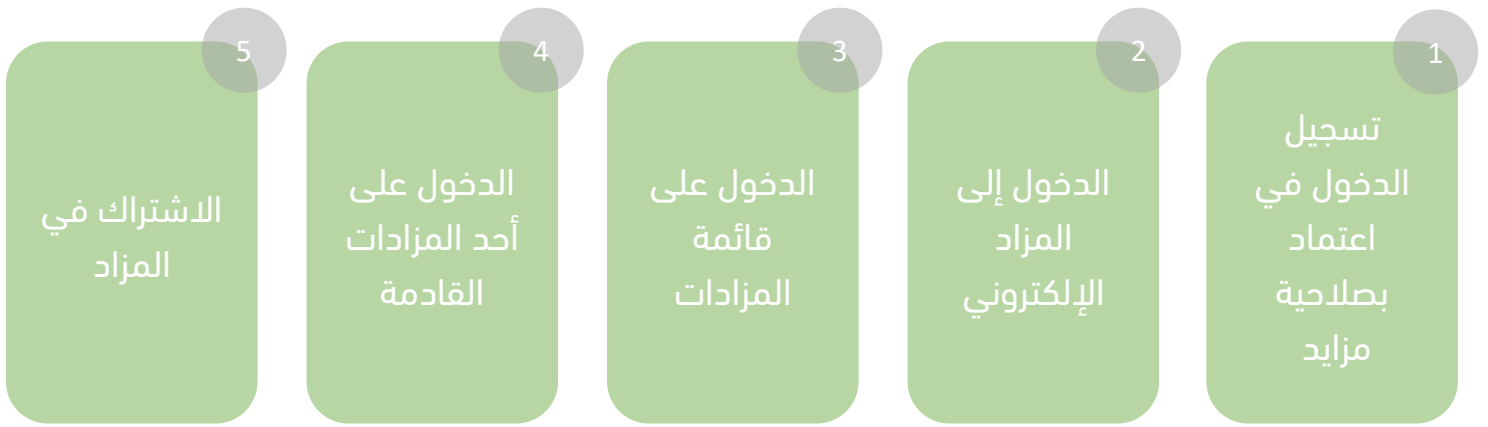 1
تسجيل
الدخول في
اعتماد
بصلاحية
مزايد
2
الدخول إلى
المزاد
الإلكتروني
3
الدخول على
قائمة
المزادات
4
الدخول على
أحد المزادات
القادمة
5
الاشتراك في
المزاد